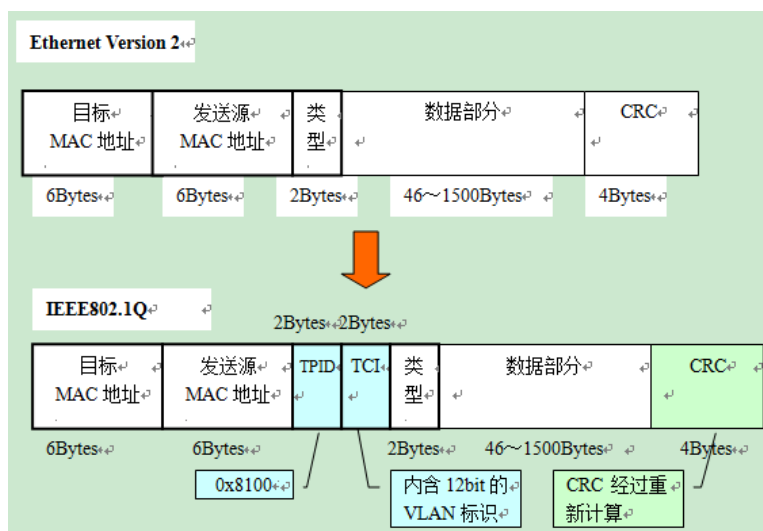 Ethernet Version 2
目标 发送源 类 数据部分 CRC
MAC 地址 MAC 地址 型
6Bytes 6Bytes 2Bytes 46～1500Bytes 4Bytes
IEEE802.1Q
2Bytes 2Bytes
目标 发送源 TPID TCI 类 数据部分 CRC
MAC 地址 MAC 地址 型
6Bytes 6Bytes 2Bytes 46～1500Bytes 4Bytes
0x8100 内含 12bit 的 CRC 经过重
VLAN 标识 新计算